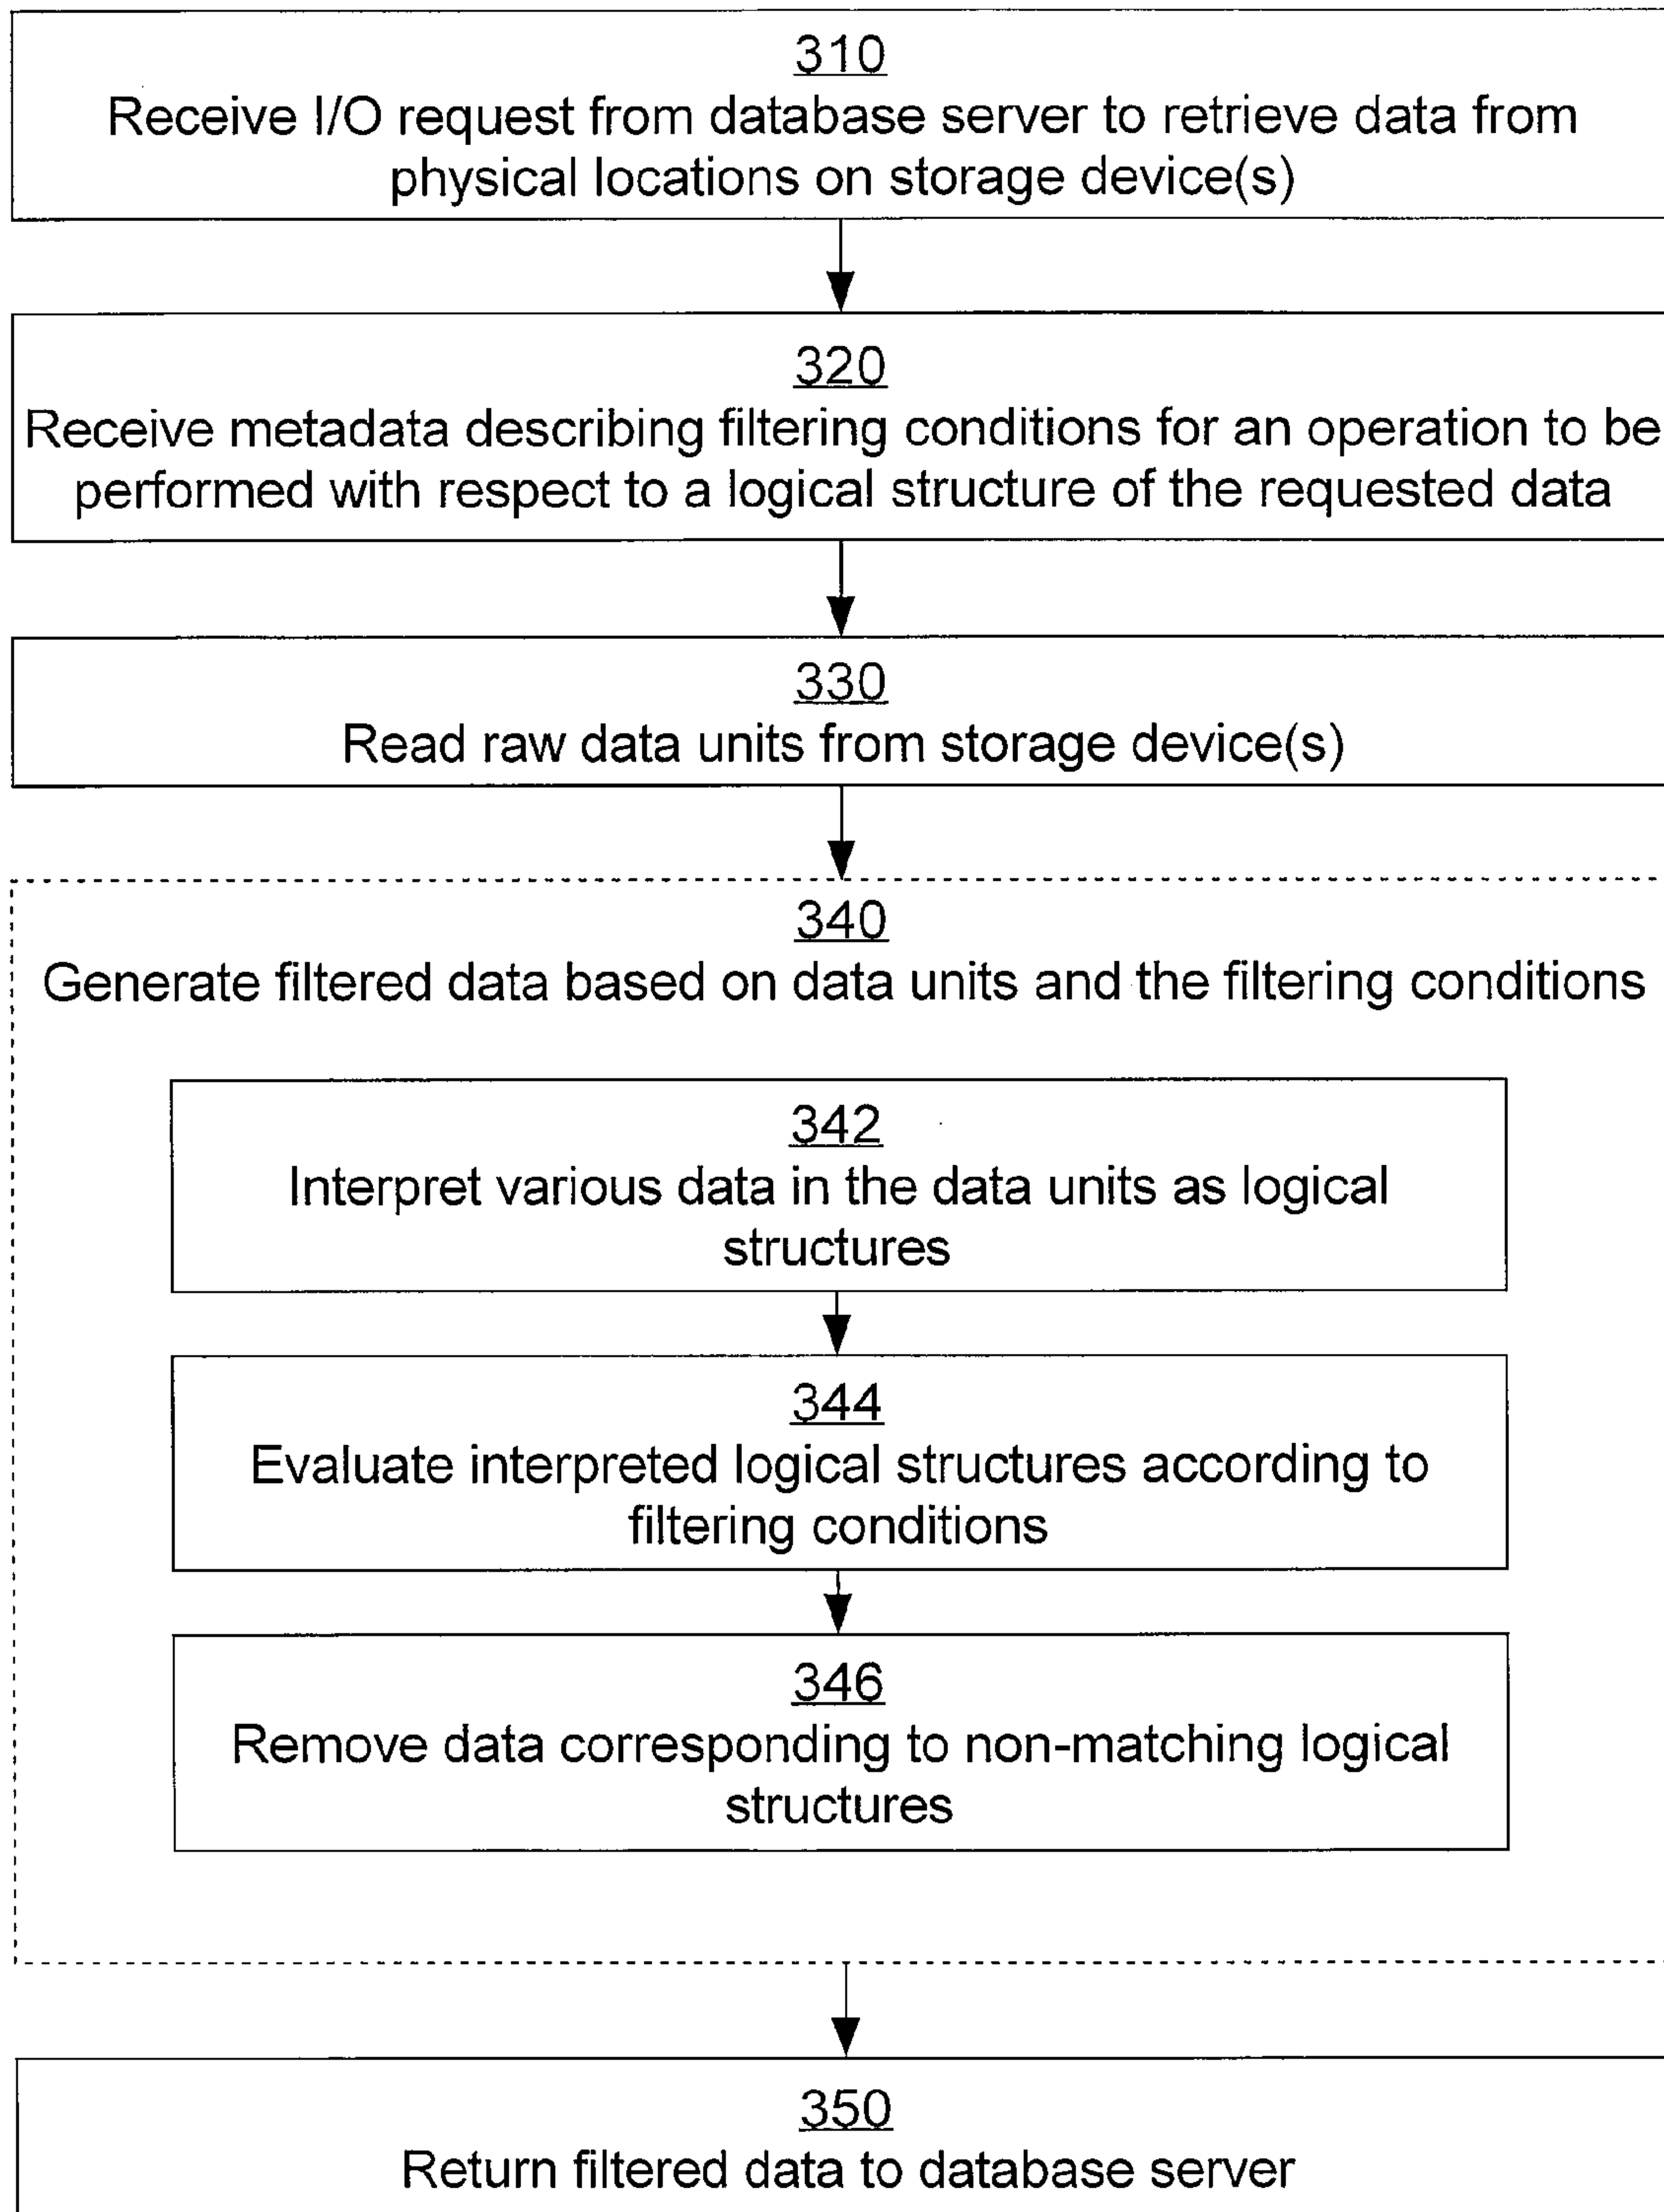 310
Receive I/O request from database server to retrieve data from
physical locations on storage device(s)
320
Receive metadata describing filtering conditions for an operation to be
performed with respect to a logical structure of the requested data
330
Read raw data units from storage device(s)
340
Generate filtered data based on data units and the filtering conditions
342
Interpret various data in the data units as logical
structures
344
Evaluate interpreted logical structures according to
filtering conditions
346
Remove data corresponding to non-matching logical
structures
350
Return filtered data to database server